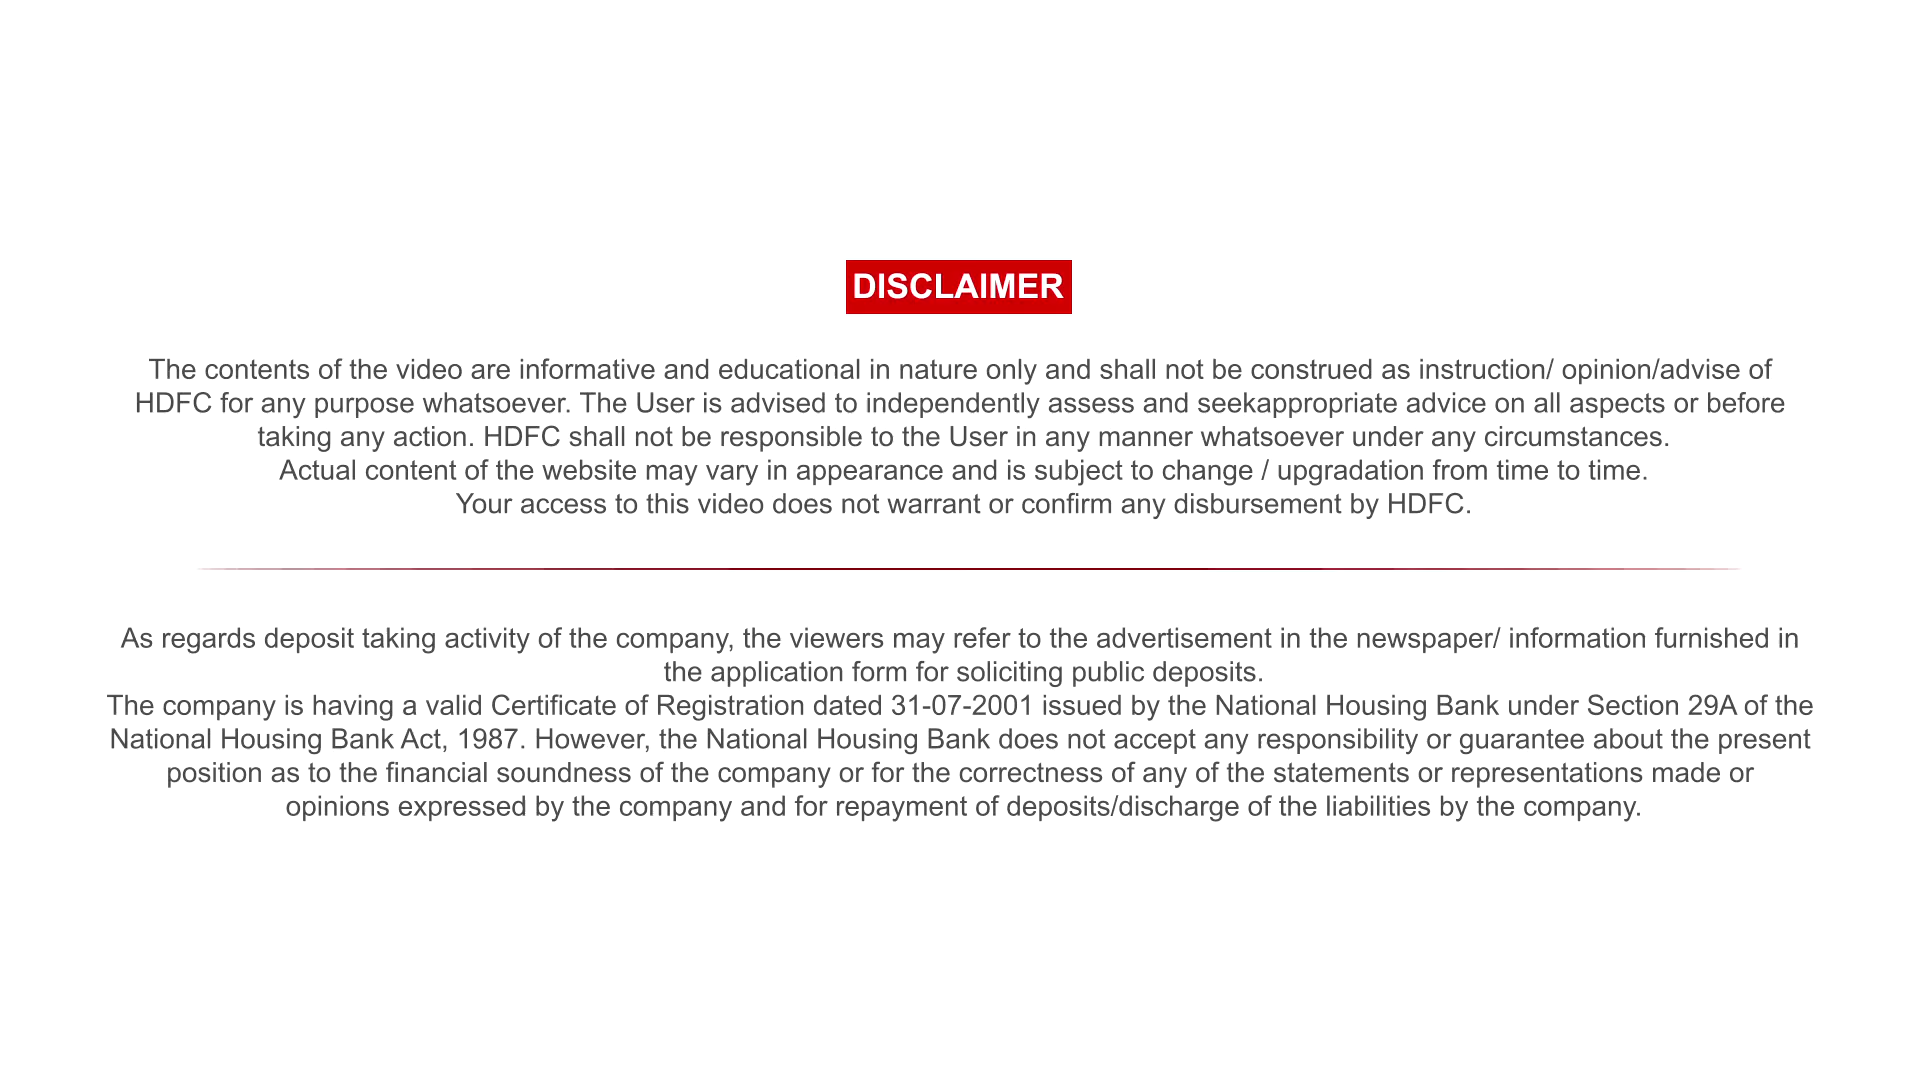 DISCLAIMER
The contents of the video are informative and educational in nature only and shall not be construed as instruction/ opinion/advise of
HDFC for any purpose whatsoever. The User is advised to independently assess and seekappropriate advice on all aspects or before
taking any action. HDFC shall not be responsible to the User in any manner whatsoever under any circumstances.
Actual content of the website may vary in appearance and is subject to change / upgradation from time to time.
Your access to this video does not warrant or confirm any disbursement by HDFC.
As regards deposit taking activity of the company, the viewers may refer to the advertisement in the newspaper/ information furnished in
the application form for soliciting public deposits.
The company is having a valid Certificate of Registration dated 31-07-2001 issued by the National Housing Bank under Section 29A of the
National Housing Bank Act, 1987. However, the National Housing Bank does not accept any responsibility or guarantee about the present
position as to the financial soundness of the company or for the correctness of any of the statements or representations made or
opinions expressed by the company and for repayment of deposits/discharge of the liabilities by the company.